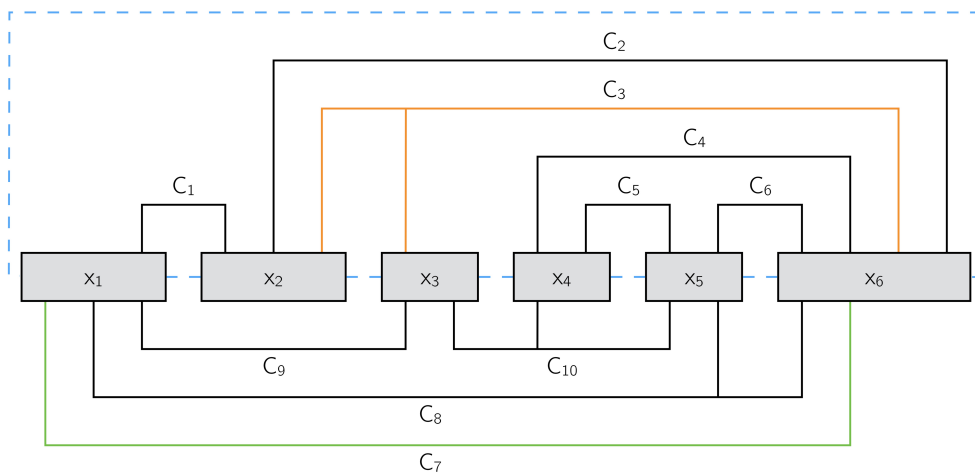 C₂
C₃
C₄
C₁ C₅ C₆
x₁ x₂ x₃ x₄ x₅ x₆
C₉ C₁₀
C₈
C₇